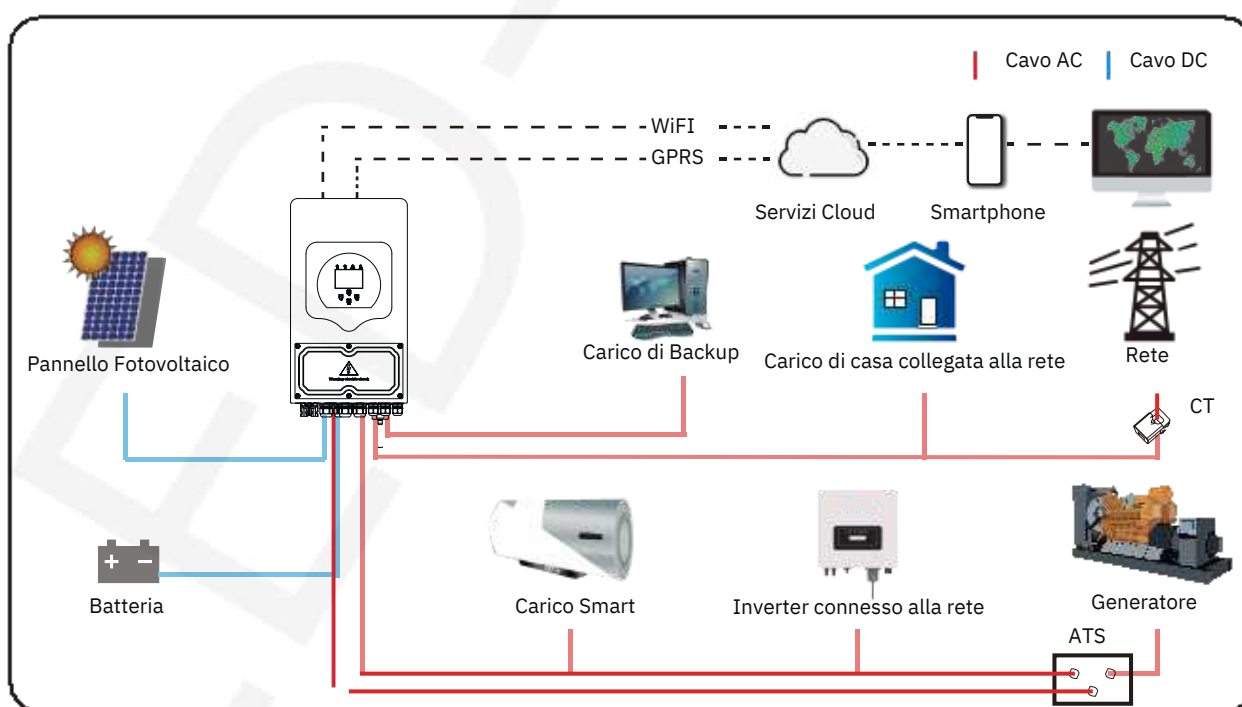 Cavo AC
Cavo DC
WiFI
GPRS
Servizi Cloud
Smartphone
Pannello Fotovoltaico
Carico di Backup
Carico di casa collegata alla rete
Rete
CT
Batteria
Carico Smart
Inverter connesso alla rete
Generatore
ATS